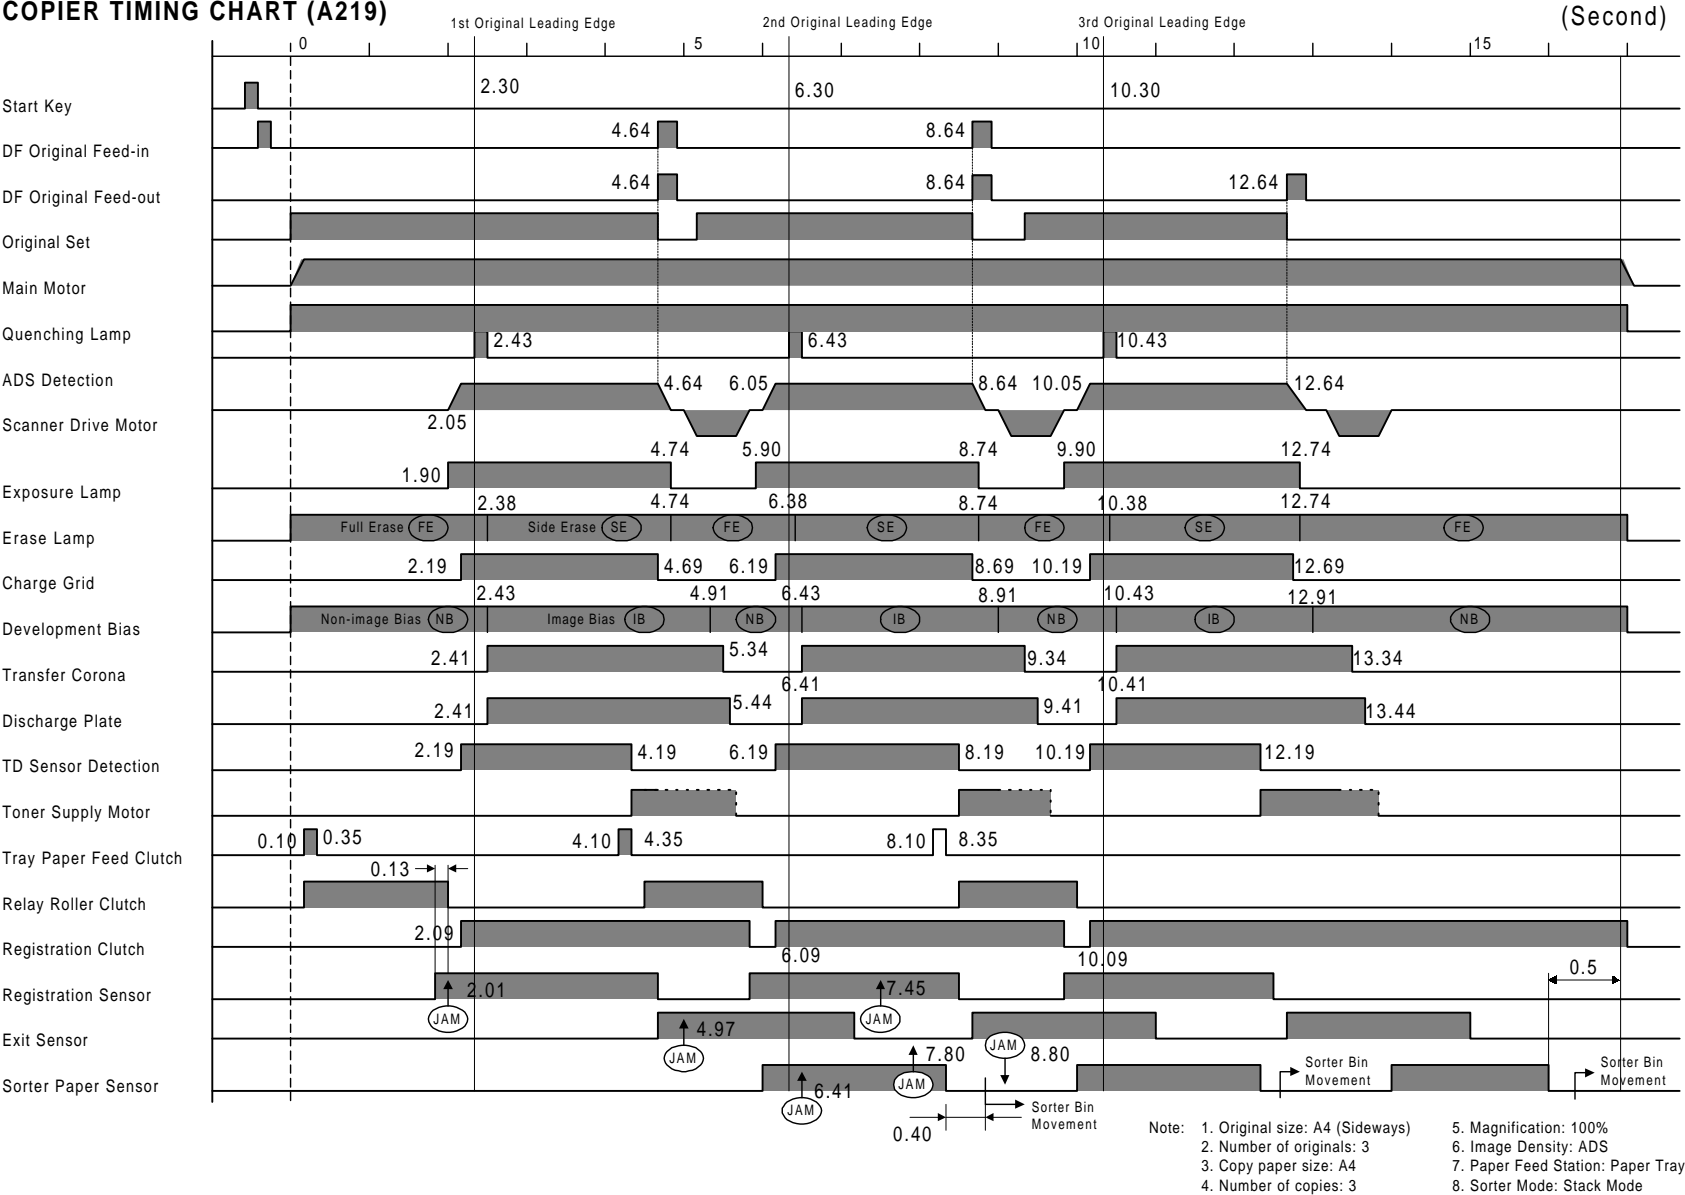 COPIER TIMING CHART (A219)
1st Original Leading Edge
2nd Original Leading Edge
3rd Original Leading Edge
(Second)
0
5
10
15
2.30
6.30
10.30
Start Key
4.64
8.64
DF Original Feed-in
4.64
8.64
12.64
DF Original Feed-out
Original Set
Main Motor
Quenching Lamp
2.43
6.43
10.43
ADS Detection
4.64
6.05
8.64
10.05
12.64
2.05
Scanner Drive Motor
4.74
5.90
8.74
9.90
12.74
1.90
Exposure Lamp
2.38
4.74
6.38
8.74
10.38
12.74
Full Erase FE
Side Erase SE
FE
SE
FE
SE
FE
Erase Lamp
2.19
4.69
6.19
8.69
10.19
12.69
Charge Grid
2.43
4.91
6.43
8.91
10.43
12.91
Non-image Bias NB
Image Bias IB
NB
IB
NB
IB
NB
Development Bias
2.41
5.34
9.34
13.34
Transfer Corona
6.41
10.41
2.41
5.44
9.41
13.44
Discharge Plate
2.19
4.19
6.19
8.19
10.19
12.19
TD Sensor Detection
Toner Supply Motor
0.10
0.35
4.10
4.35
8.10
8.35
Tray Paper Feed Clutch
0.13
Relay Roller Clutch
2.09
Registration Clutch
6.09
10.09
0.5
2.01
7.45
Registration Sensor
JAM
JAM
4.97
Exit Sensor
JAM
JAM
7.80
8.80
JAM
Sorter Bin
Movement
Sorter Bin
Movement
Sorter Paper Sensor
6.41
JAM
Sorter Bin
Movement
0.40
Note: 1. Original size: A4 (Sideways)
2. Number of originals: 3
3. Copy paper size: A4
4. Number of copies: 3
5. Magnification: 100%
6. Image Density: ADS
7. Paper Feed Station: Paper Tray
8. Sorter Mode: Stack Mode